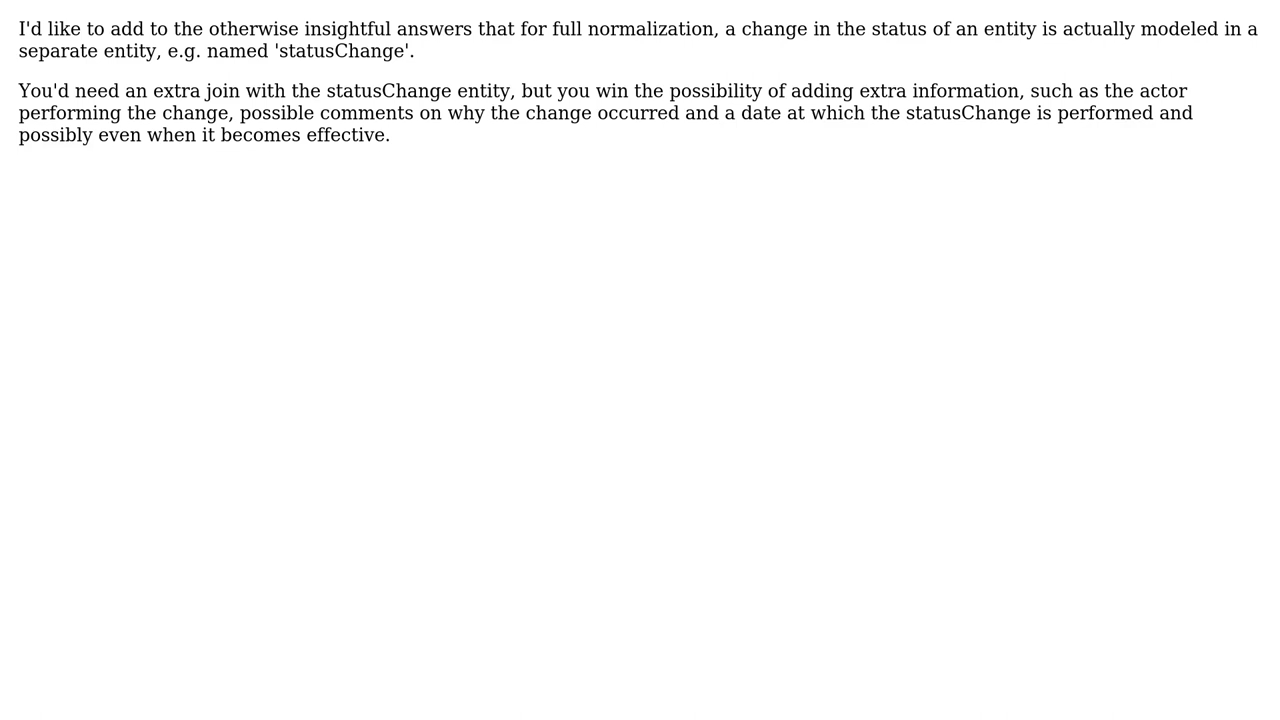 I'd like to add to the otherwise insightful answers that for full normalization, a change in the status of an entity is actually modeled in a
separate entity, e.g. named 'statusChange'.
You'd need an extra join with the statusChange entity, but you win the possibility of adding extra information, such as the actor
performing the change, possible comments on why the change occurred and a date at which the statusChange is performed and
possibly even when it becomes effective.